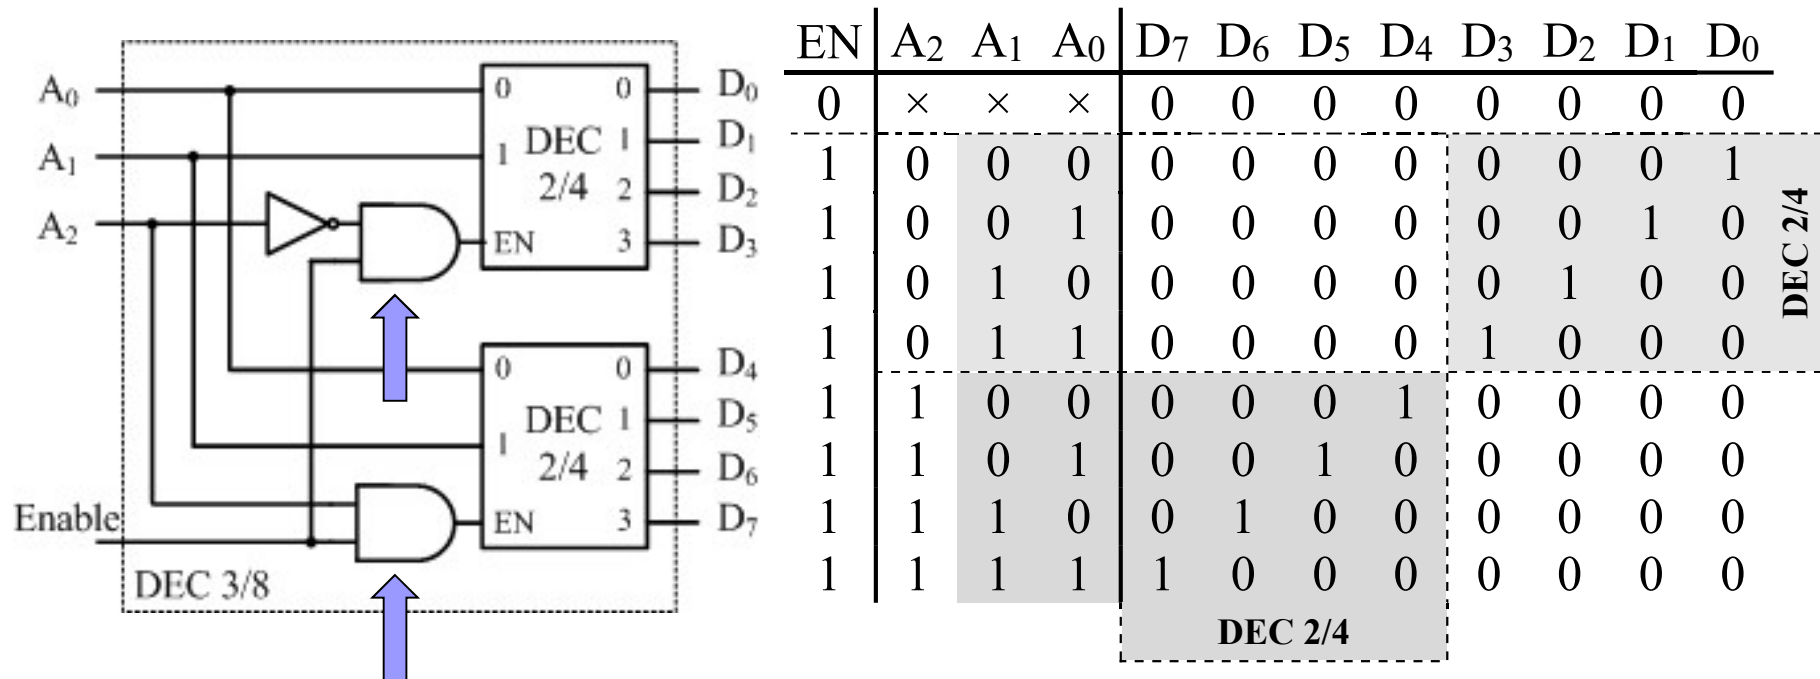 A₀ 0 0 D₀
DEC 1 D₁
A₁ 1
2/4 2 D₂
A₂ EN 3 D₃
0 0 D₄
DEC 1 D₅
1
2/4 2 D₆
Enable EN 3 D₇
DEC 3/8
EN A₂ A₁ A₀ D₇ D₆ D₅ D₄ D₃ D₂ D₁ D₀
0 × × × 0 0 0 0 0 0 0 0
1 0 0 0 0 0 0 0 0 0 0 1
1 0 0 1 0 0 0 0 0 0 1 0
1 0 1 0 0 0 0 0 0 1 0 0
1 0 1 1 0 0 0 0 1 0 0 0
DEC 2/4
1 1 0 0 0 0 0 1 0 0 0 0
1 1 0 1 0 0 1 0 0 0 0 0
1 1 1 0 0 1 0 0 0 0 0 0
1 1 1 1 1 0 0 0 0 0 0 0
DEC 2/4